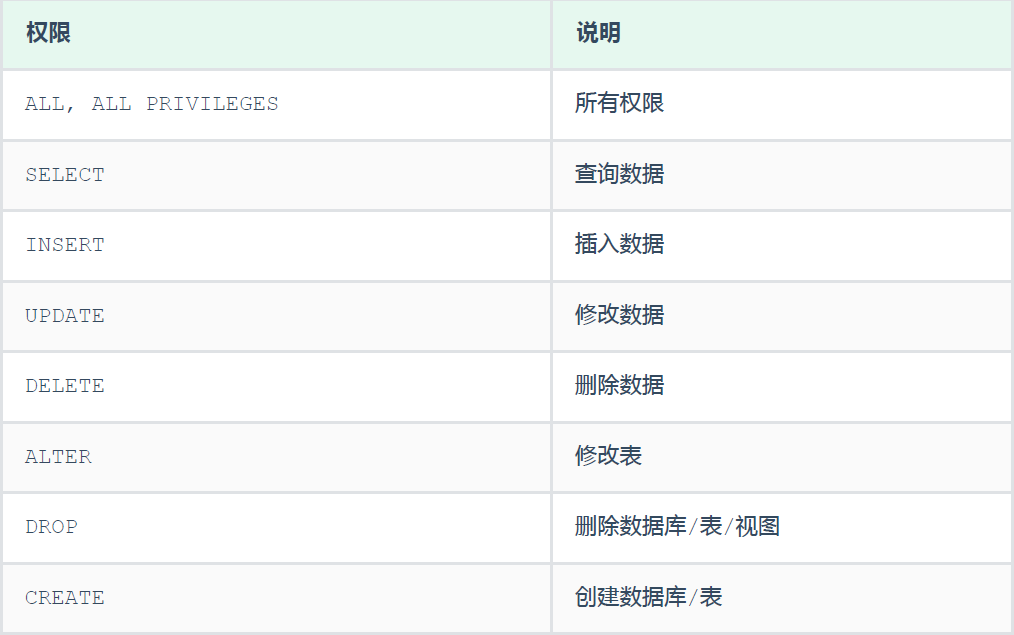 权限 说明
ALL, ALL PRIVILEGES 所有权限
SELECT 查询数据
INSERT 插入数据
UPDATE 修改数据
DELETE 删除数据
ALTER 修改表
DROP 删除数据库/表/视图
CREATE 创建数据库/表